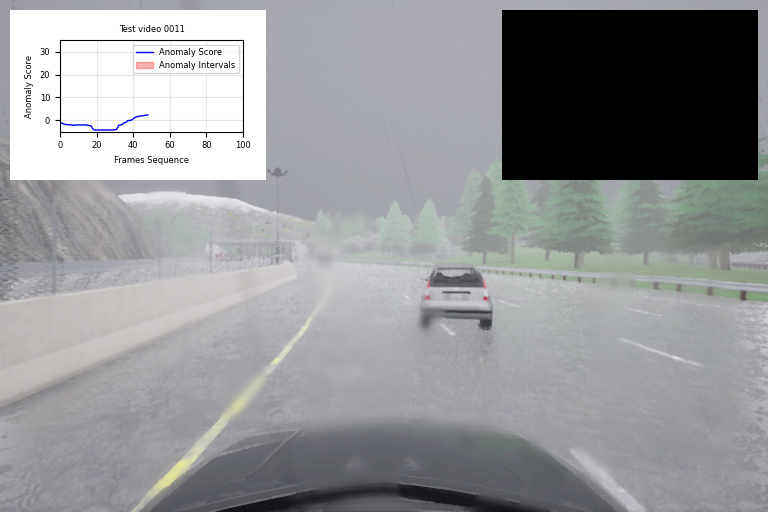 Test video 0011
Anomaly Score
Anomaly Intervals
Anomaly Score
30
20
10
0
0 20 40 60 80 100
Frames Sequence